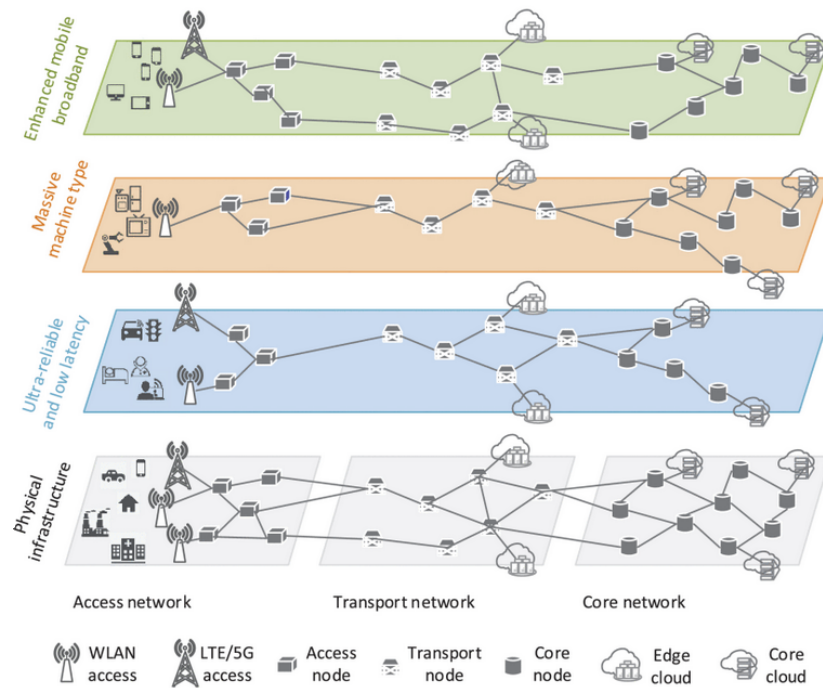 Enhanced mobile
broadband
Massive
machine type
Ultra-reliable
and low latency
Physical
infrastructure
Access network
Transport network
Core network
WLAN
access
LTE/5G
access
Access
node
Transport
node
Core
node
Edge
cloud
Core
cloud